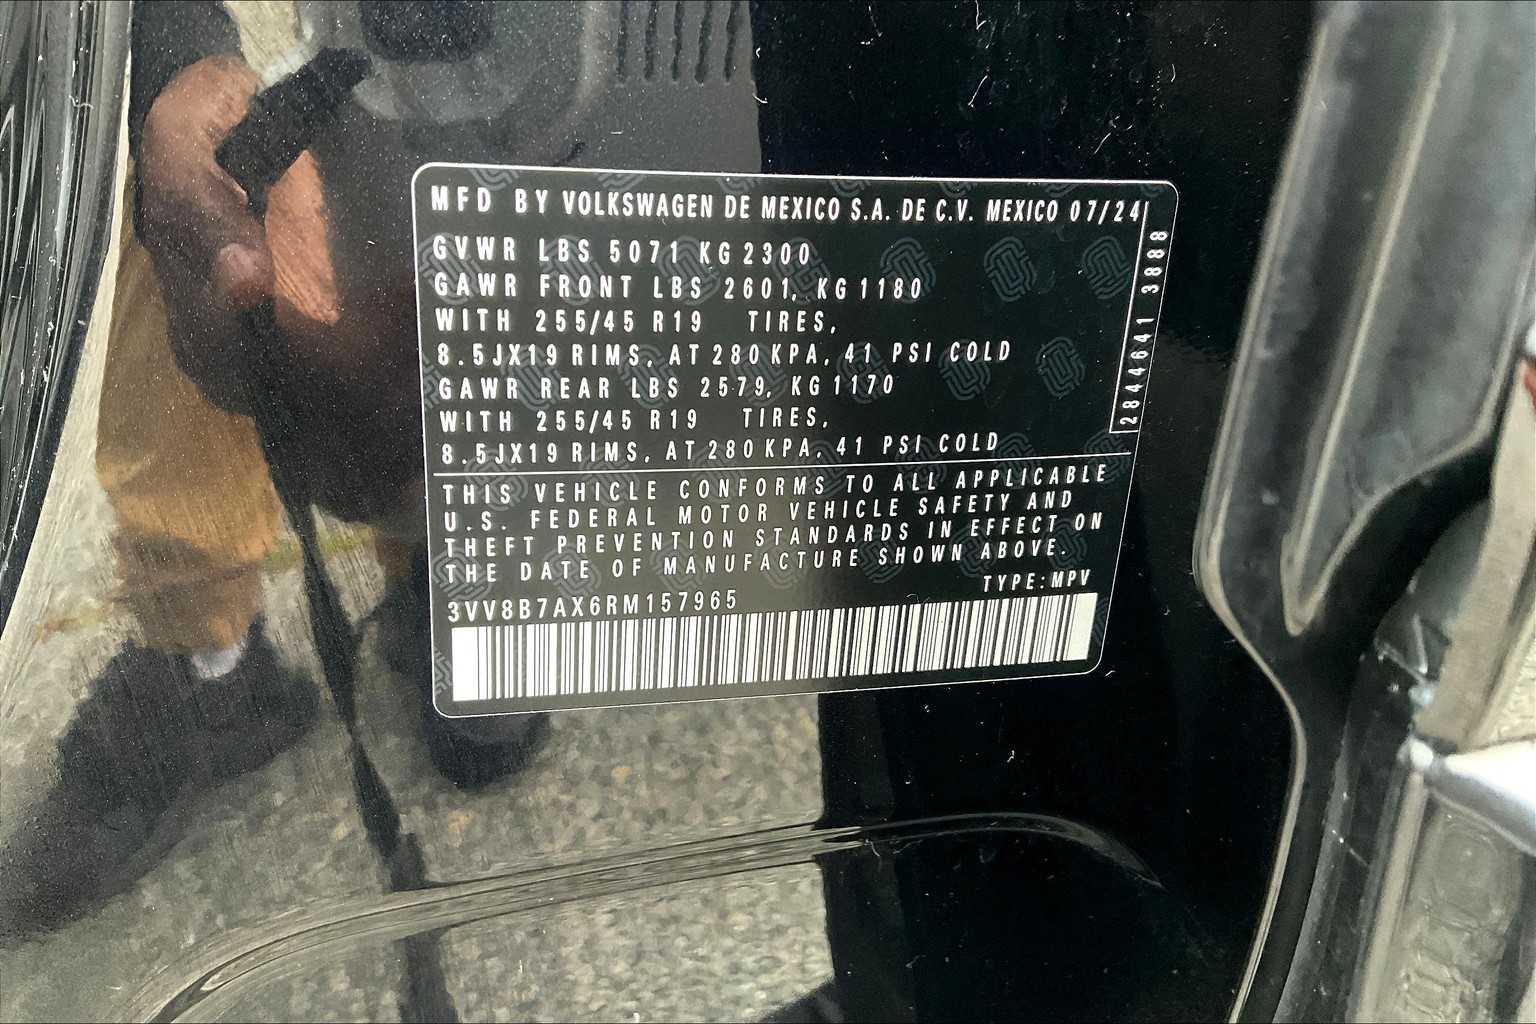 MFD BY VOLKSWAGEN DE MEXICO S.A. DE C.V. MEXICO 07/24
GVWR LBS 5071 KG 2300
GAWR FRONT LBS 2601, KG 1180
WITH 255/45 R19 TIRES,
8.5JX19 RIMS, AT 280 KPA, 41 PSI COLD
GAWR REAR LBS 2579, KG 1170
WITH 255/45 R19 TIRES,
8.5JX19 RIMS, AT 280 KPA, 41 PSI COLD
2844641 3888
THIS VEHICLE CONFORMS TO ALL APPLICABLE
U.S. FEDERAL MOTOR VEHICLE SAFETY AND
THEFT PREVENTION STANDARDS IN EFFECT ON
THE DATE OF MANUFACTURE SHOWN ABOVE.
TYPE:MPV
3VV8B7AX6RM157965